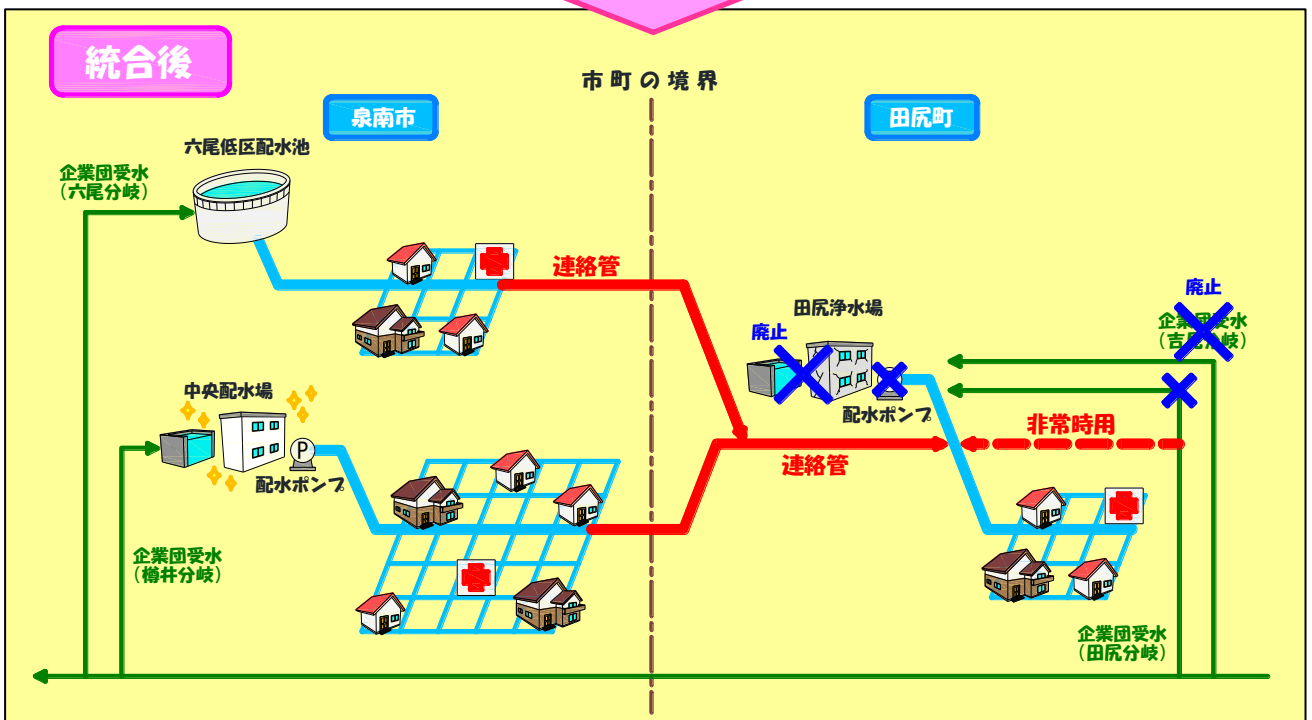 統合後
市町の境界
泉南市
田尻町
六尾低区配水池
企業団受水
(六尾分岐)
連絡管
田尻浄水場
廃止
配水ポンプ
廃止
企業団受水
(吉見分岐)
中央配水場
P
配水ポンプ
連絡管
非常時用
企業団受水
(樽井分岐)
企業団受水
(田尻分岐)